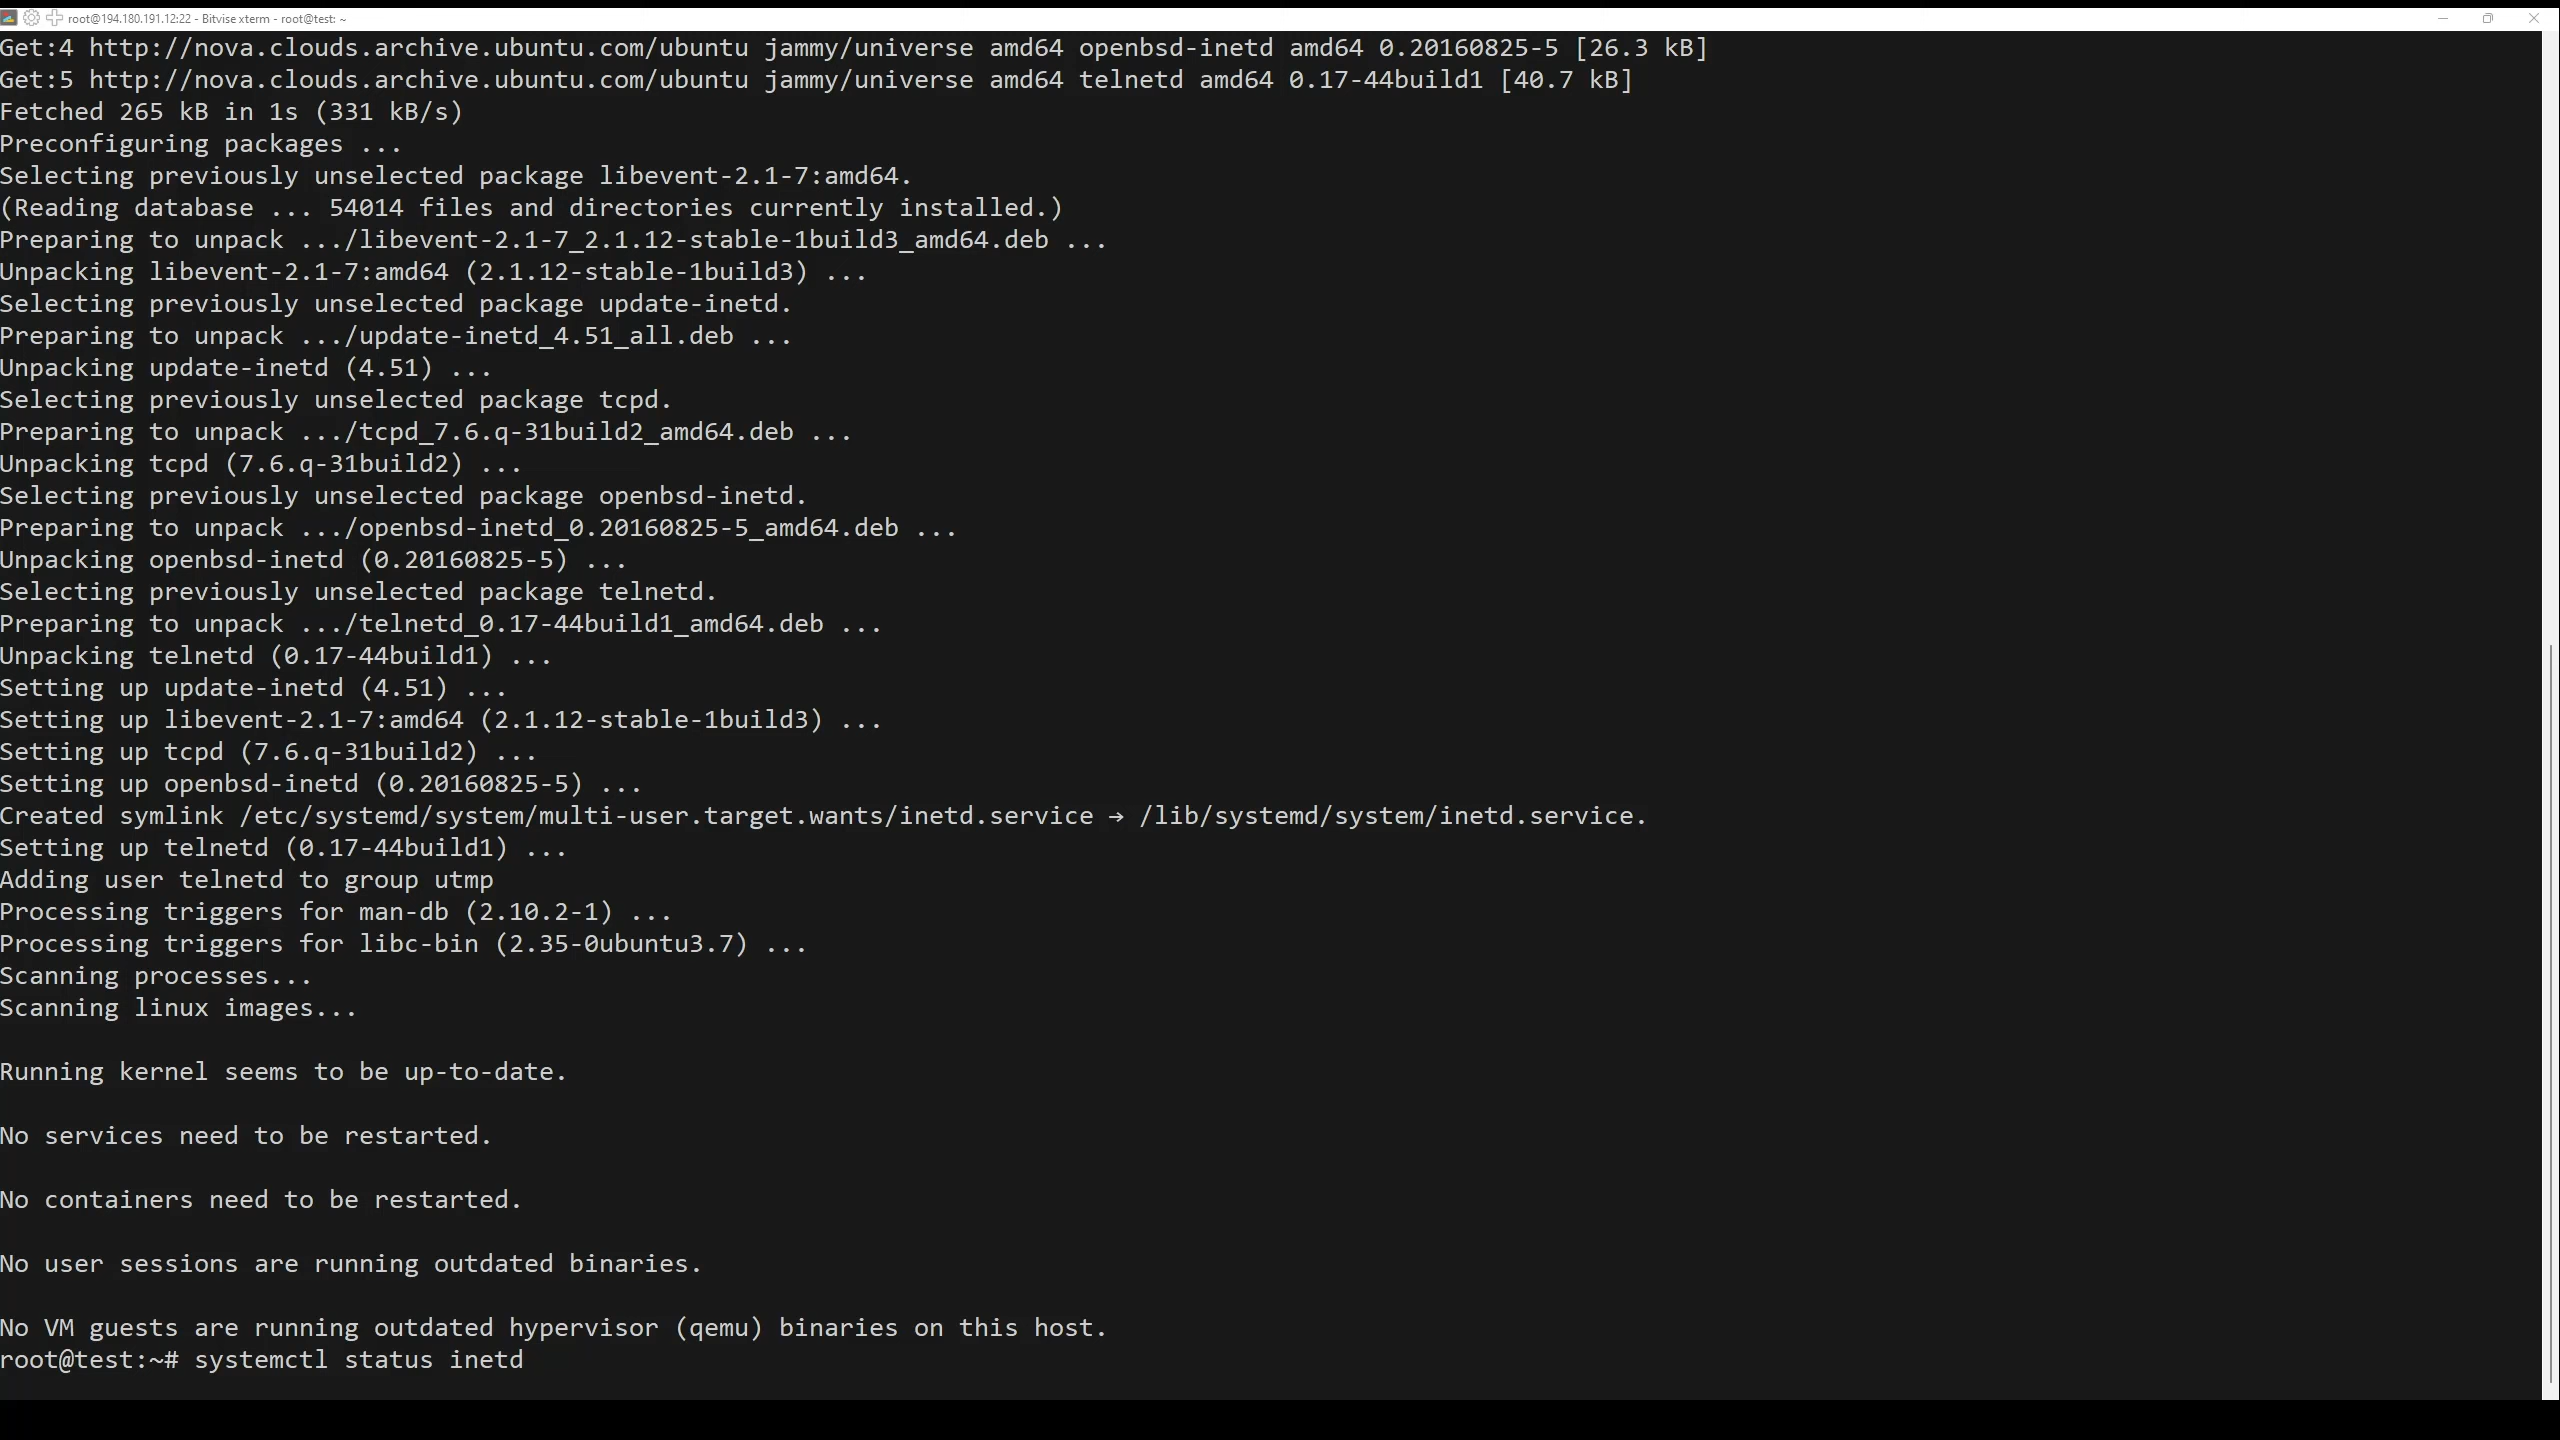 root@194.180.191.12:22 - Bitvise xterm - root@test: ~
Get:4 http://nova.clouds.archive.ubuntu.com/ubuntu jammy/universe amd64 openbsd-inetd amd64 0.20160825-5 [26.3 kB]
Get:5 http://nova.clouds.archive.ubuntu.com/ubuntu jammy/universe amd64 telnetd amd64 0.17-44build1 [40.7 kB]
Fetched 265 kB in 1s (331 kB/s)
Preconfiguring packages ...
Selecting previously unselected package libevent-2.1-7:amd64.
(Reading database ... 54014 files and directories currently installed.)
Preparing to unpack .../libevent-2.1-7_2.1.12-stable-1build3_amd64.deb ...
Unpacking libevent-2.1-7:amd64 (2.1.12-stable-1build3) ...
Selecting previously unselected package update-inetd.
Preparing to unpack .../update-inetd_4.51_all.deb ...
Unpacking update-inetd (4.51) ...
Selecting previously unselected package tcpd.
Preparing to unpack .../tcpd_7.6.q-31build2_amd64.deb ...
Unpacking tcpd (7.6.q-31build2) ...
Selecting previously unselected package openbsd-inetd.
Preparing to unpack .../openbsd-inetd_0.20160825-5_amd64.deb ...
Unpacking openbsd-inetd (0.20160825-5) ...
Selecting previously unselected package telnetd.
Preparing to unpack .../telnetd_0.17-44build1_amd64.deb ...
Unpacking telnetd (0.17-44build1) ...
Setting up update-inetd (4.51) ...
Setting up libevent-2.1-7:amd64 (2.1.12-stable-1build3) ...
Setting up tcpd (7.6.q-31build2) ...
Setting up openbsd-inetd (0.20160825-5) ...
Created symlink /etc/systemd/system/multi-user.target.wants/inetd.service → /lib/systemd/system/inetd.service.
Setting up telnetd (0.17-44build1) ...
Adding user telnetd to group utmp
Processing triggers for man-db (2.10.2-1) ...
Processing triggers for libc-bin (2.35-0ubuntu3.7) ...
Scanning processes...
Scanning linux images...
Running kernel seems to be up-to-date.
No services need to be restarted.
No containers need to be restarted.
No user sessions are running outdated binaries.
No VM guests are running outdated hypervisor (qemu) binaries on this host.
root@test:~# systemctl status inetd